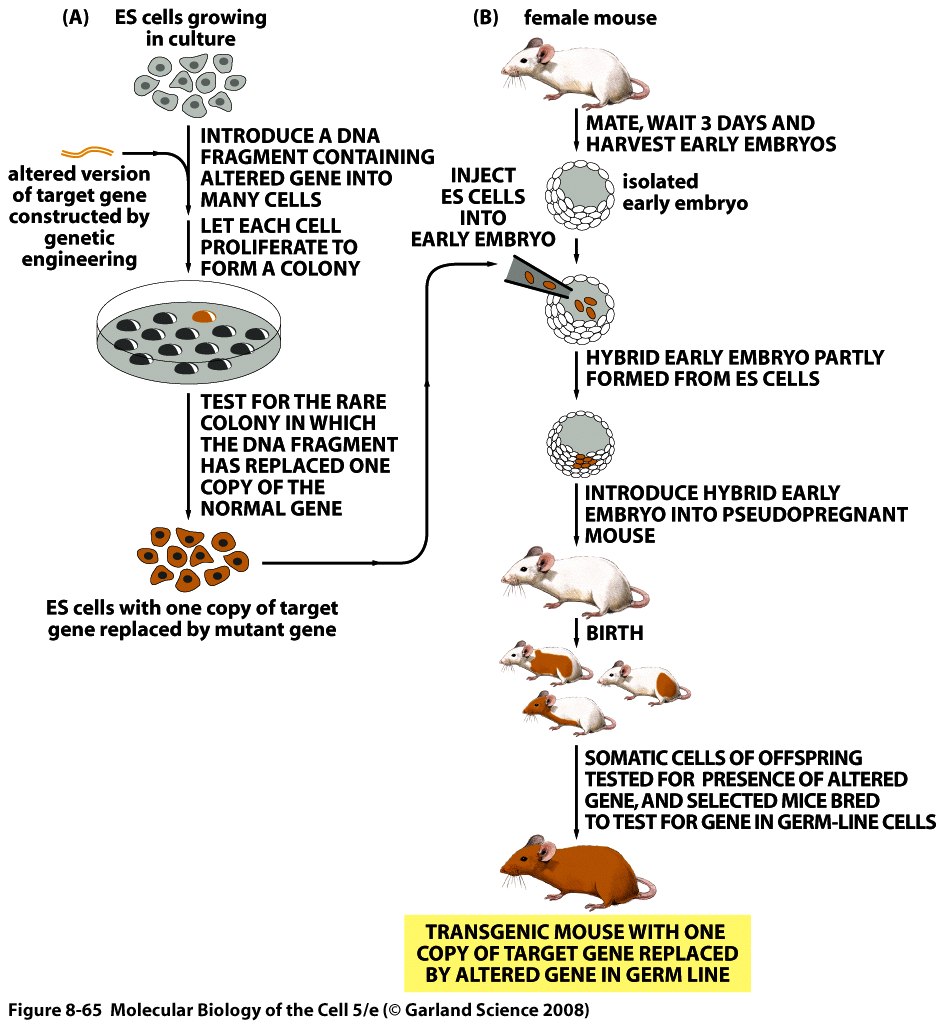 (A) ES cells growing
in culture
INTRODUCE A DNA
FRAGMENT CONTAINING
ALTERED GENE INTO
MANY CELLS
altered version
of target gene
constructed by
genetic
engineering
LET EACH CELL
PROLIFERATE TO
FORM A COLONY
TEST FOR THE RARE
COLONY IN WHICH
THE DNA FRAGMENT
HAS REPLACED ONE
COPY OF THE
NORMAL GENE
ES cells with one copy of target
gene replaced by mutant gene
(B) female mouse
MATE, WAIT 3 DAYS AND
HARVEST EARLY EMBRYOS
isolated
early embryo
INJECT
ES CELLS
INTO
EARLY EMBRYO
HYBRID EARLY EMBRYO PARTLY
FORMED FROM ES CELLS
INTRODUCE HYBRID EARLY
EMBRYO INTO PSEUDOPREGNANT
MOUSE
BIRTH
SOMATIC CELLS OF OFFSPRING
TESTED FOR PRESENCE OF ALTERED
GENE, AND SELECTED MICE BRED
TO TEST FOR GENE IN GERM-LINE CELLS
TRANSGENIC MOUSE WITH ONE
COPY OF TARGET GENE REPLACED
BY ALTERED GENE IN GERM LINE
Figure 8-65 Molecular Biology of the Cell 5/e (© Garland Science 2008)